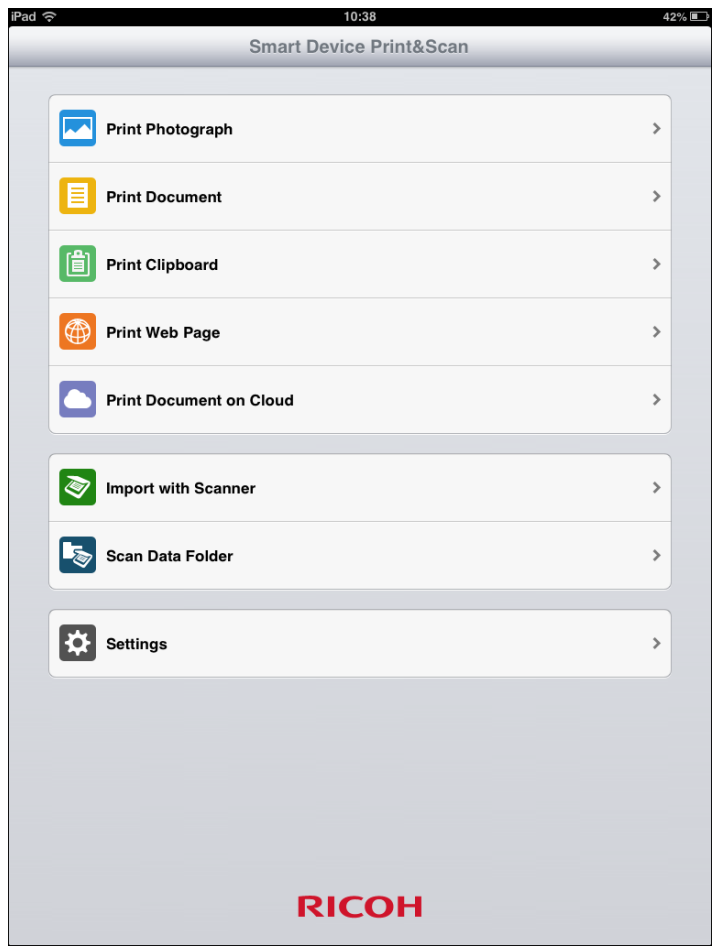 iPad 10:38 42%
Smart Device Print&Scan
Print Photograph
Print Document
Print Clipboard
Print Web Page
Print Document on Cloud
Import with Scanner
Scan Data Folder
Settings
RICOH